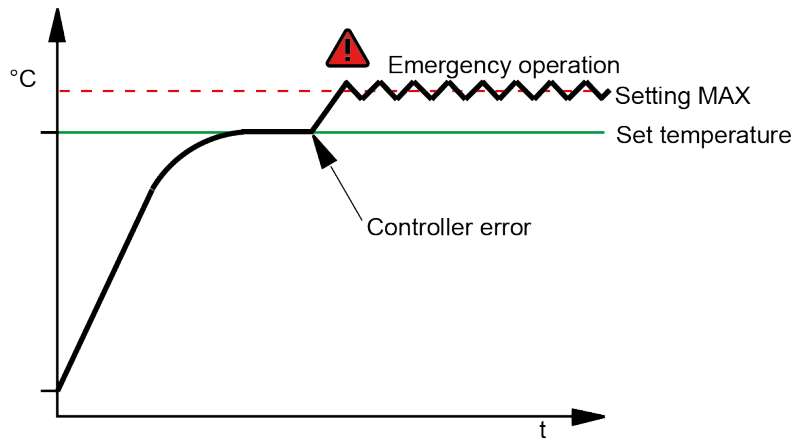 °C
Emergency operation
Setting MAX
Set temperature
Controller error
t